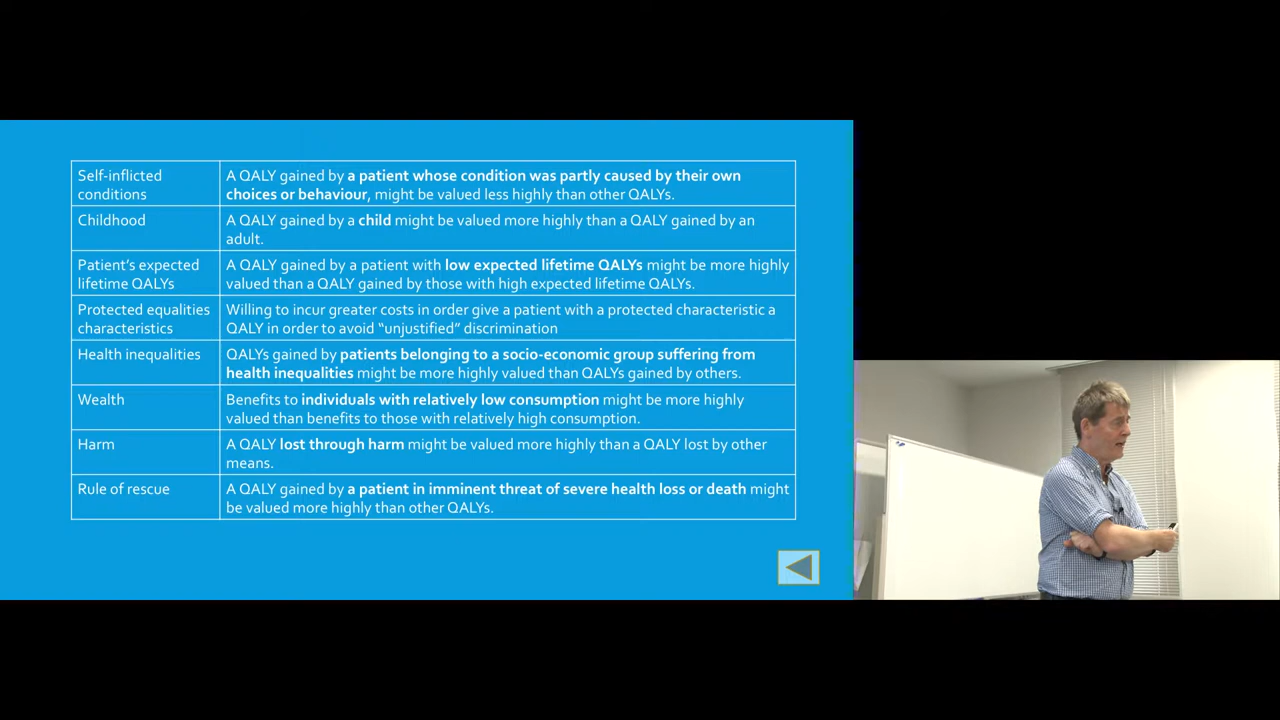 Self-inflicted
conditions
A QALY gained by a patient whose condition was partly caused by their own
choices or behaviour, might be valued less highly than other QALYs.
Childhood
A QALY gained by a child might be valued more highly than a QALY gained by an
adult.
Patient's expected
lifetime QALYs
A QALY gained by a patient with low expected lifetime QALYs might be more highly
valued than a QALY gained by those with high expected lifetime QALYs.
Protected equalities
characteristics
Willing to incur greater costs in order give a patient with a protected characteristic a
QALY in order to avoid "unjustified" discrimination
Health inequalities
QALYs gained by patients belonging to a socio-economic group suffering from
health inequalities might be more highly valued than QALYs gained by others.
Wealth
Benefits to individuals with relatively low consumption might be more highly
valued than benefits to those with relatively high consumption.
Harm
A QALY lost through harm might be valued more highly than a QALY lost by other
means.
Rule of rescue
A QALY gained by a patient in imminent threat of severe health loss or death might
be valued more highly than other QALYs.